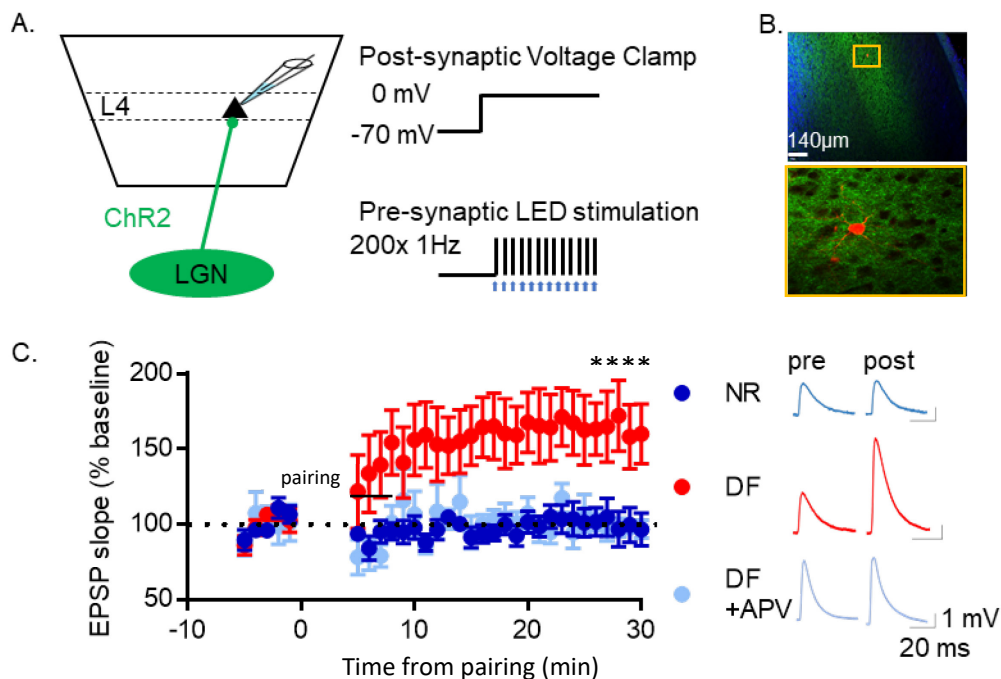 A.
L4
ChR2
LGN
Post-synaptic Voltage Clamp
0 mV
-70 mV
Pre-synaptic LED stimulation
200x 1Hz
B.
140µm
C.
EPSP slope (% baseline)
200
150
100
50
-10
0
10
20
30
Time from pairing (min)
pairing
****
NR
DF
DF
+APV
pre
post
1 mV
20 ms